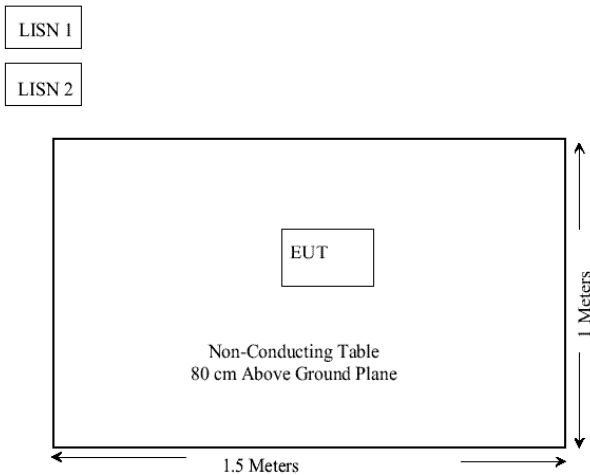 LISN 1
LISN 2
EUT
1 Meters
Non-Conducting Table
80 cm Above Ground Plane
1.5 Meters